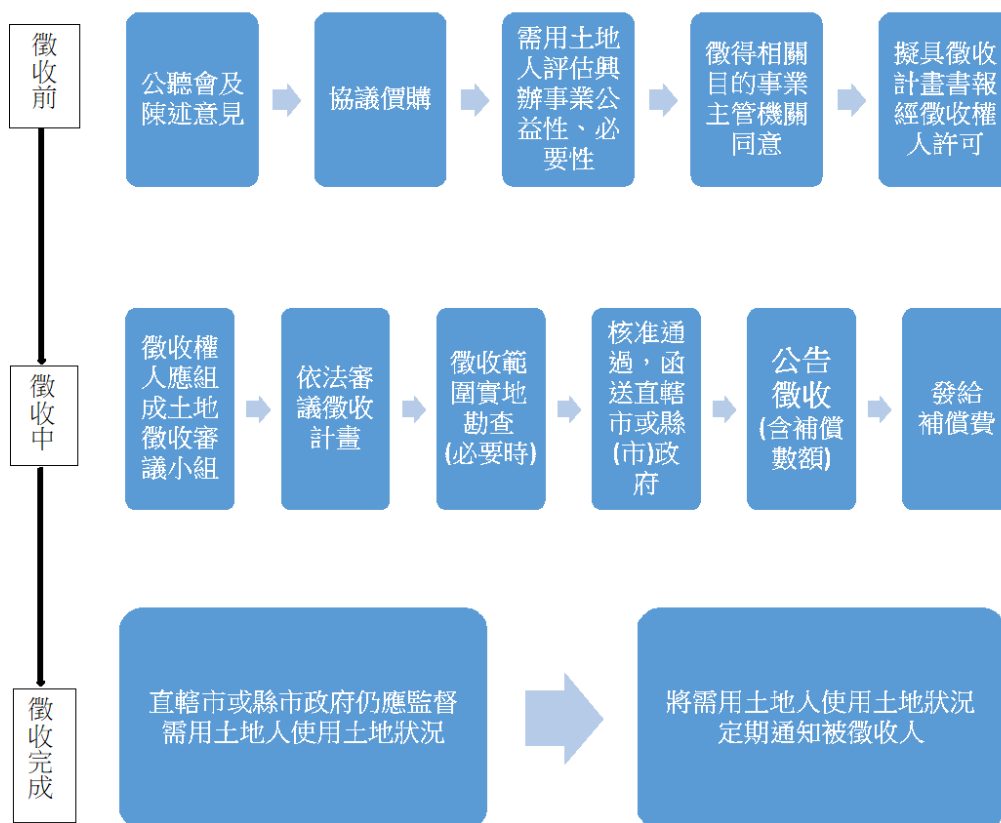 徵收前
公聽會及
陳述意見
協議價購
需用土地
人評估興
辦事業公
益性、必
要性
徵得相關
目的事業
主管機關
同意
擬具徵收
計畫書報
經徵收權
人許可
徵收中
徵收權
人應組
成土地
徵收審
議小組
依法審
議徵收
計畫
徵收範
圍實地
勘查
(必要時)
核准通
過，函
送直轄
市或縣
(市)政
府
公告
徵收
(含補償
數額)
發給
補償費
徵收完成
直轄市或縣市政府仍應監督
需用土地人使用土地狀況
將需用土地人使用土地狀況
定期通知被徵收人